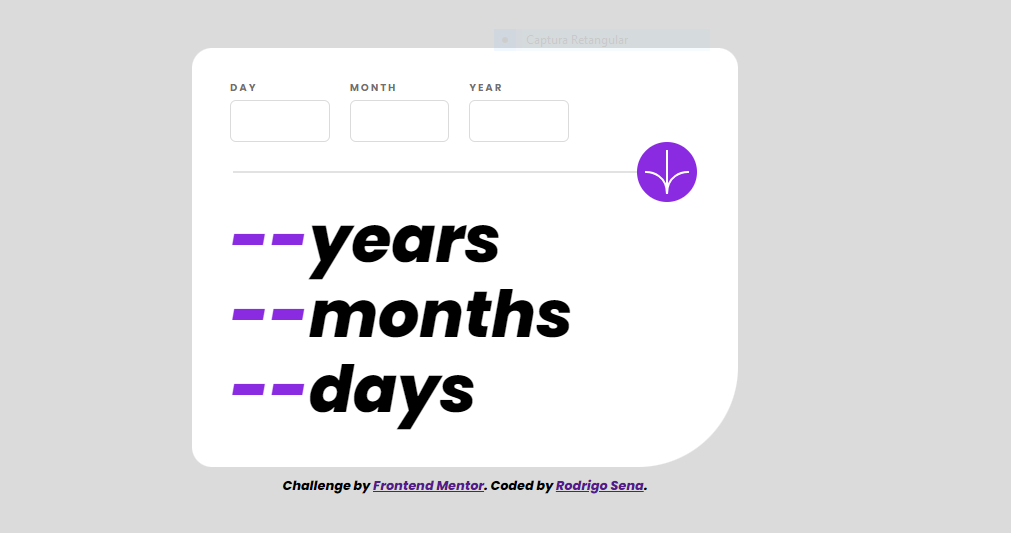 Captura Retangular
DAY MONTH YEAR
--years
--months
--days
Challenge by Frontend Mentor. Coded by Rodrigo Sena.